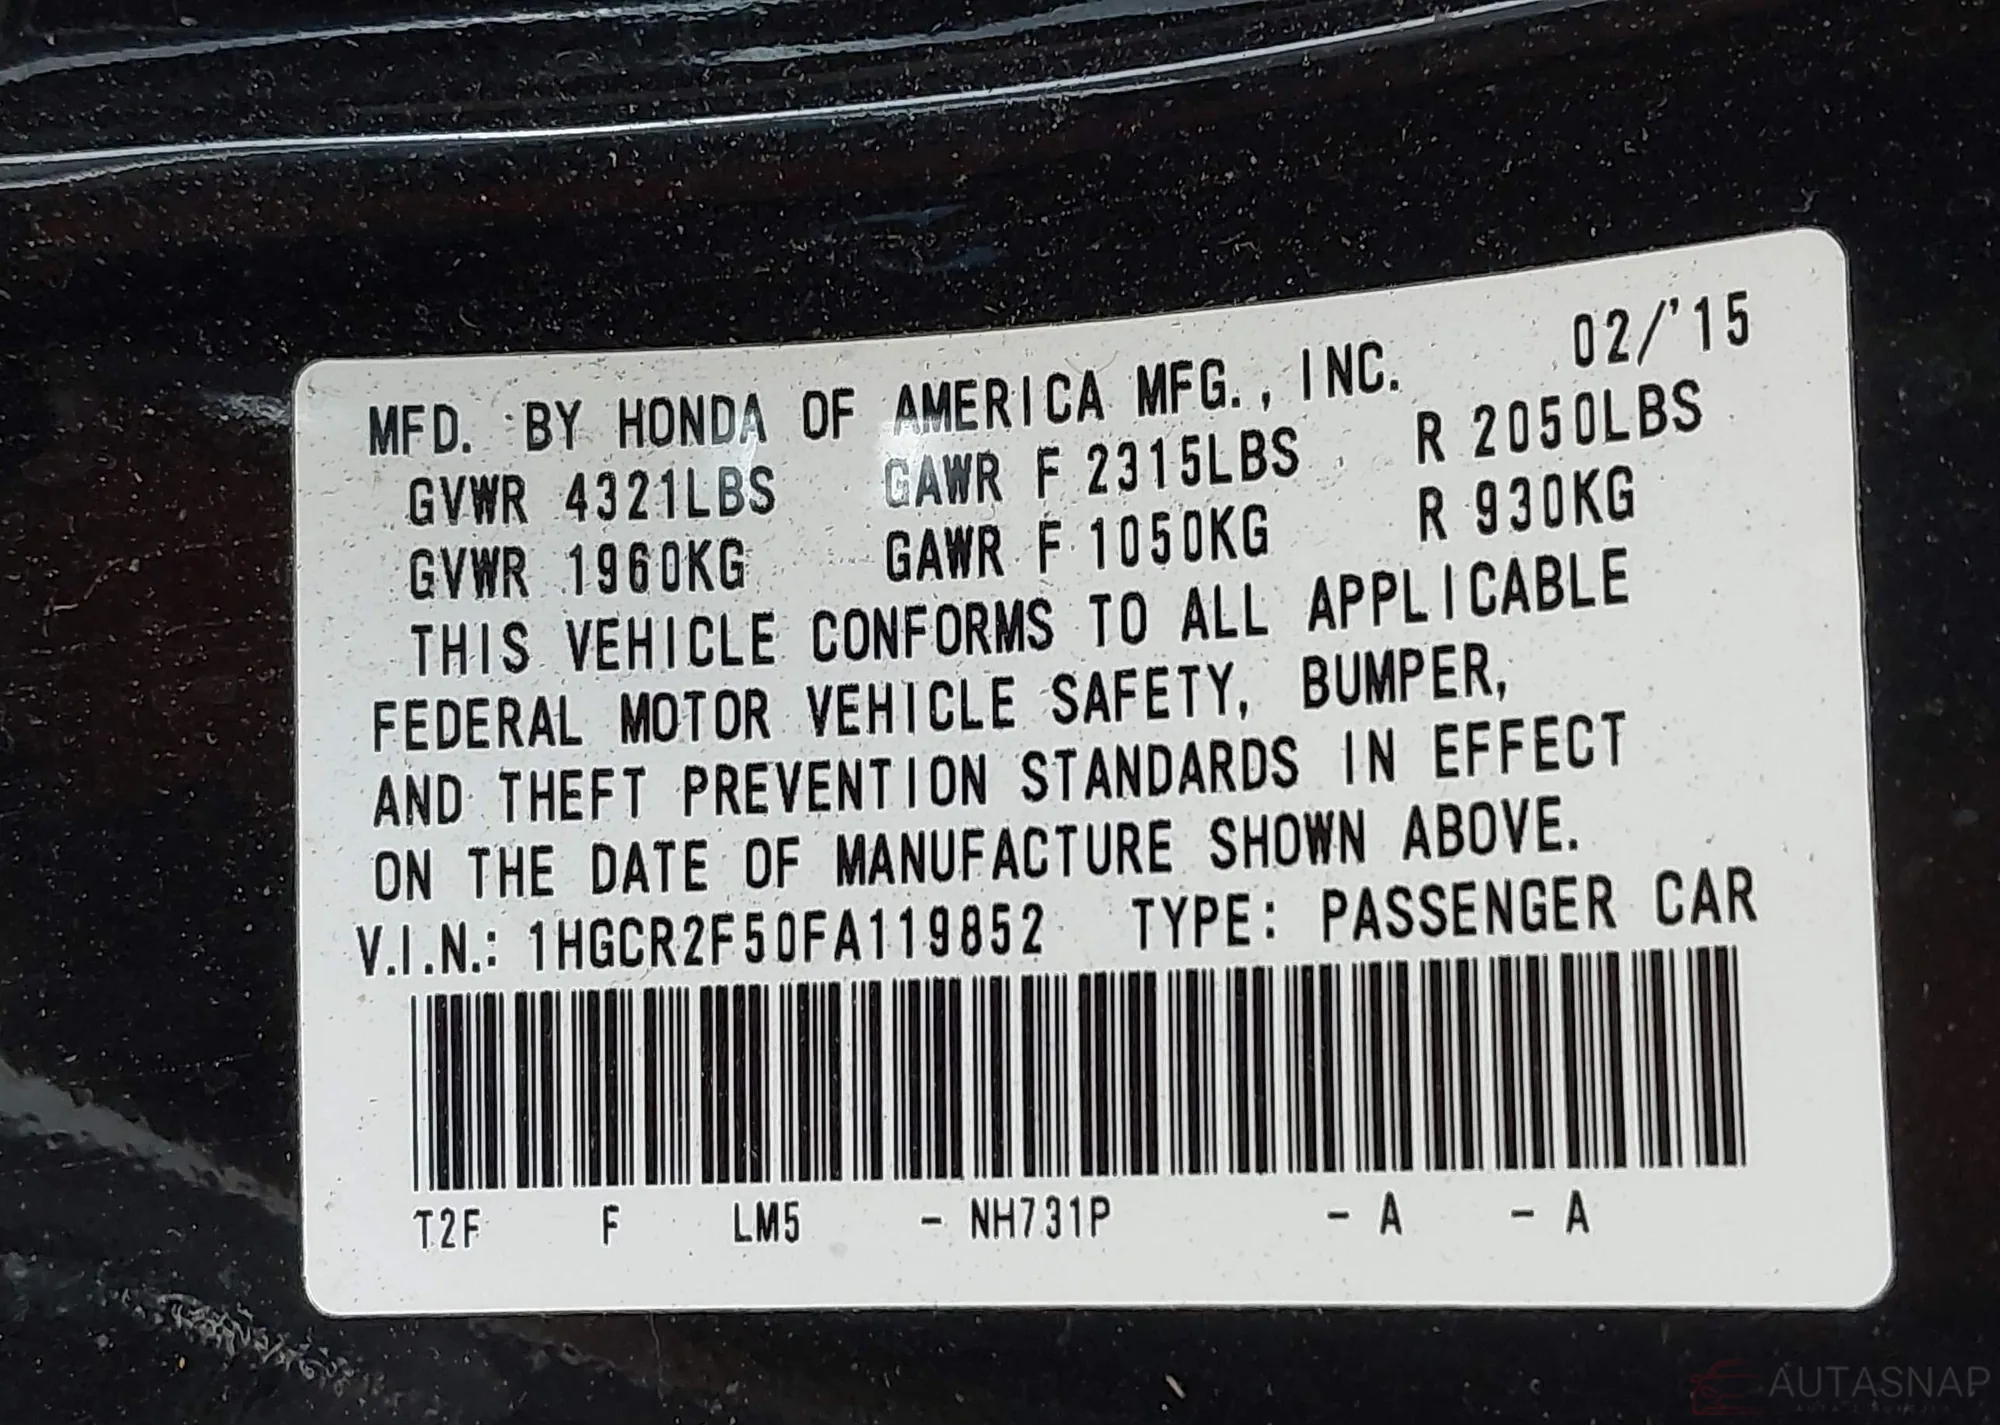 MFD. BY HONDA OF AMERICA MFG., INC. 02/'15
GVWR 4321LBS GAWR F 2315LBS R 2050LBS
GVWR 1960KG GAWR F 1050KG R 930KG
THIS VEHICLE CONFORMS TO ALL APPLICABLE
FEDERAL MOTOR VEHICLE SAFETY, BUMPER,
AND THEFT PREVENTION STANDARDS IN EFFECT
ON THE DATE OF MANUFACTURE SHOWN ABOVE.
V.I.N.: 1HGCR2F50FA119852 TYPE: PASSENGER CAR
T2F F LM5 - NH731P - A - A
AUTASNAP